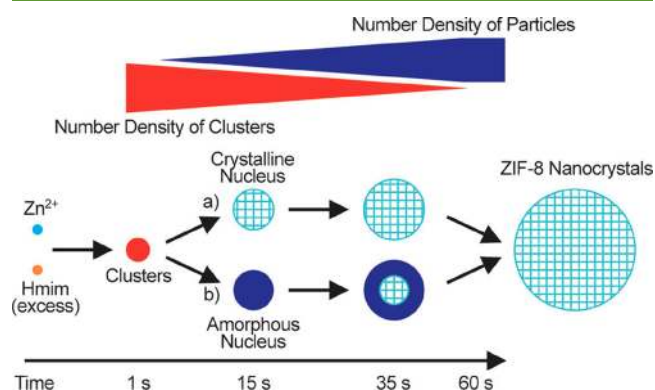 Number Density of Particles
Number Density of Clusters
Crystalline
Nucleus
ZIF-8 Nanocrystals
Zn²⁺
a)
Clusters
Hmim
(excess)
b)
Amorphous
Nucleus
Time 1 s 15 s 35 s 60 s